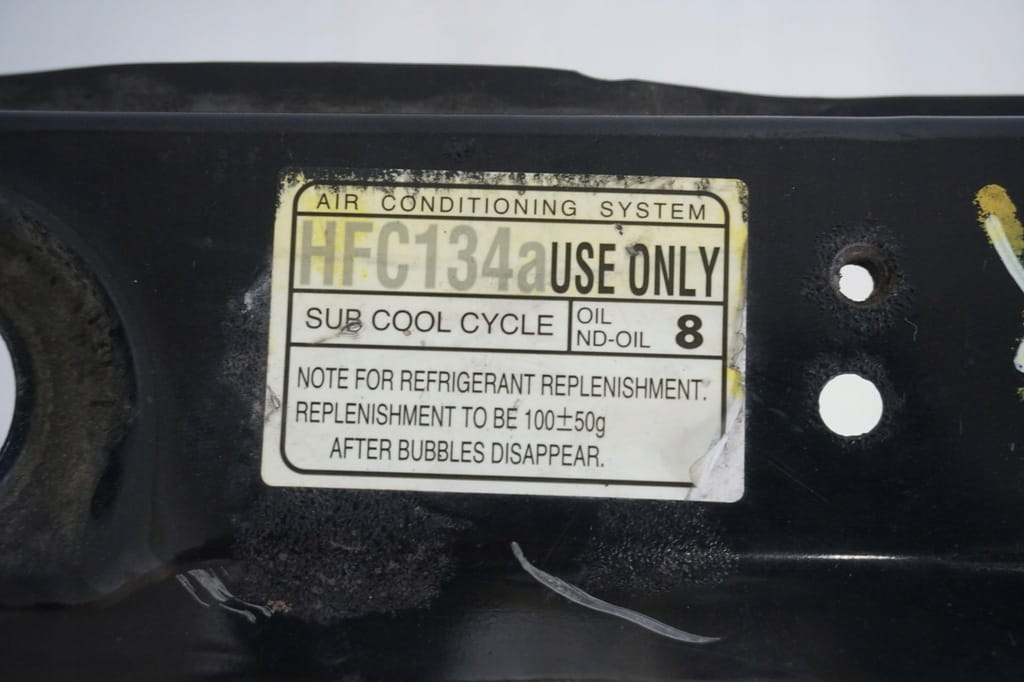 AIR CONDITIONING SYSTEM
HFC134a USE ONLY
SUB COOL CYCLE
OIL
ND-OIL 8
NOTE FOR REFRIGERANT REPLENISHMENT.
REPLENISHMENT TO BE 100±50g
AFTER BUBBLES DISAPPEAR.